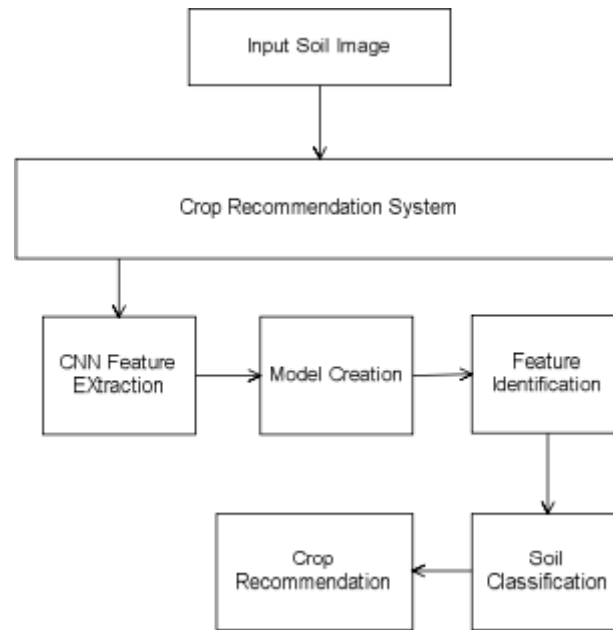 Input Soil Image
Crop Recommendation System
CNN Feature
EXtraction
Model Creation
Feature
Identification
Crop
Recommendation
Soil
Classification